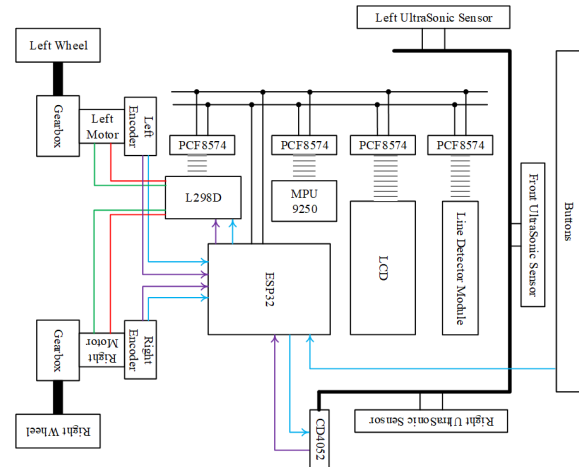 Left UltraSonic Sensor
Left Wheel
Gearbox
Left
Motor
Left
Encoder
PCF8574
PCF8574
PCF8574
PCF8574
L298D
MPU
9250
LCD
Line Detector Module
Front UltraSonic Sensor
Buttons
ESP32
Gearbox
Right
Motor
Right
Encoder
Right Wheel
CD4052
Right UltraSonic Sensor